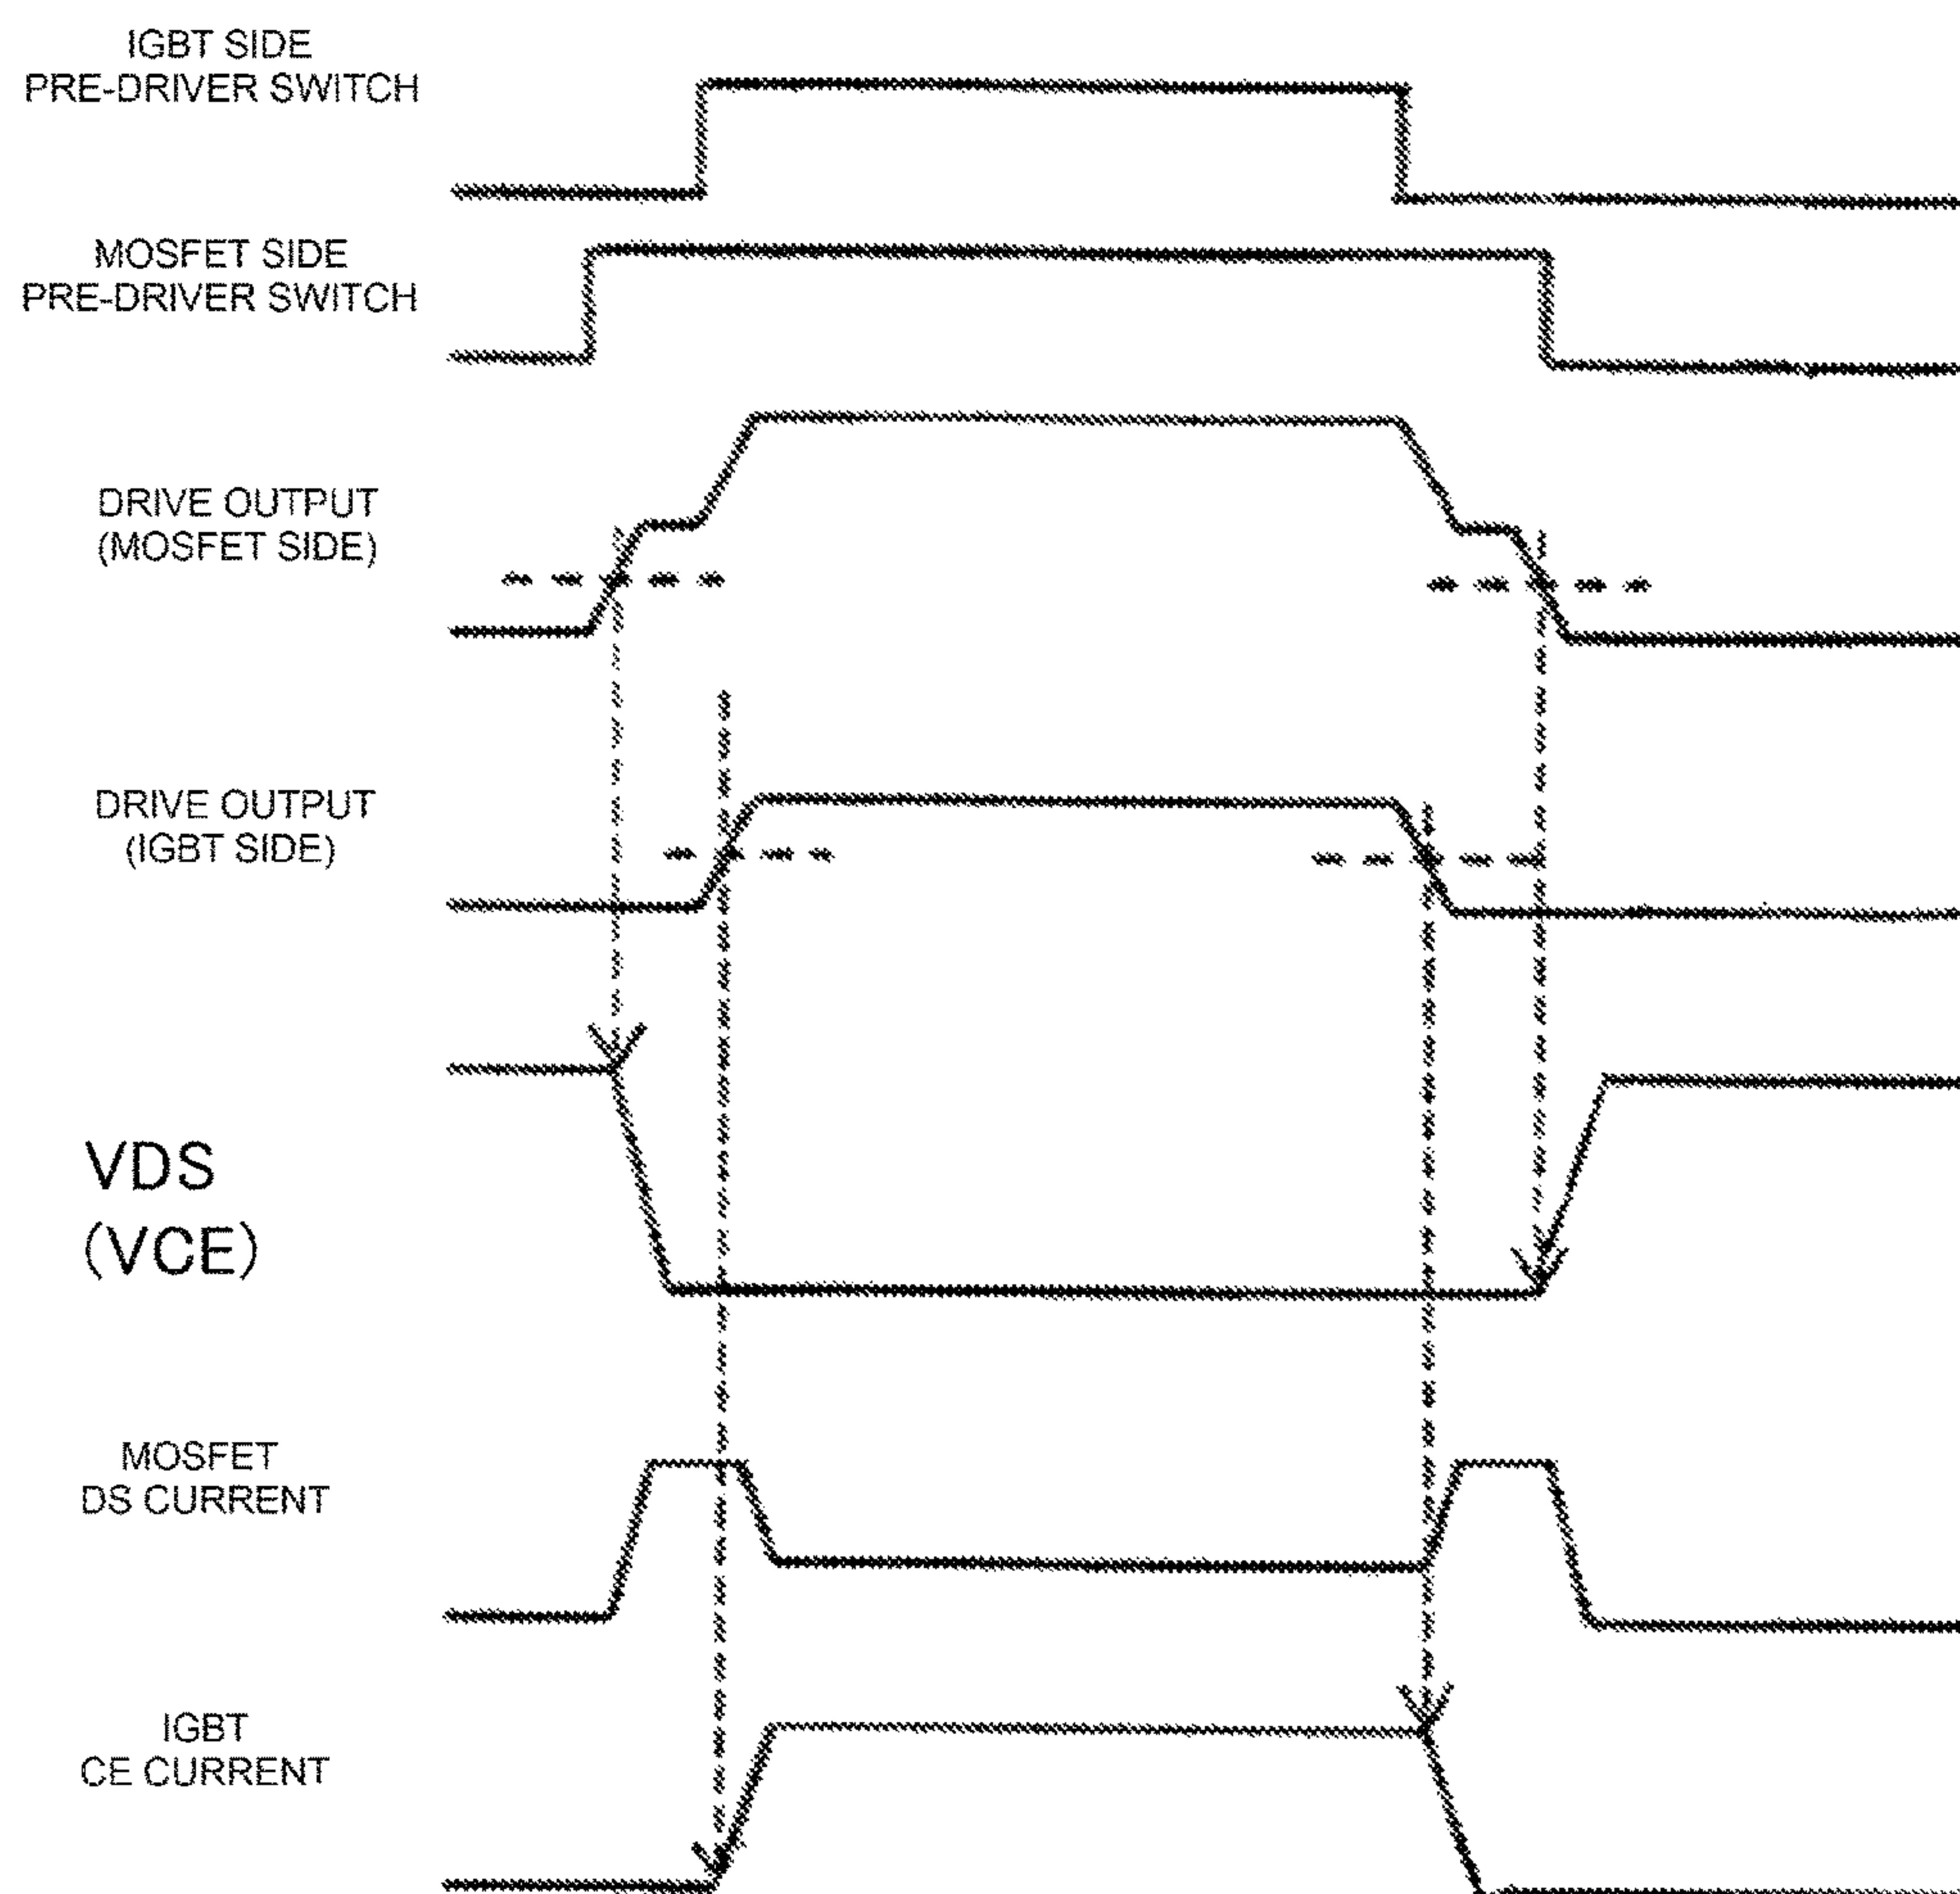 IGBT SIDE
PRE-DRIVER SWITCH
MOSFET SIDE
PRE-DRIVER SWITCH
DRIVE OUTPUT
(MOSFET SIDE)
DRIVE OUTPUT
(IGBT SIDE)
VDS
(VCE)
MOSFET
DS CURRENT
IGBT
CE CURRENT